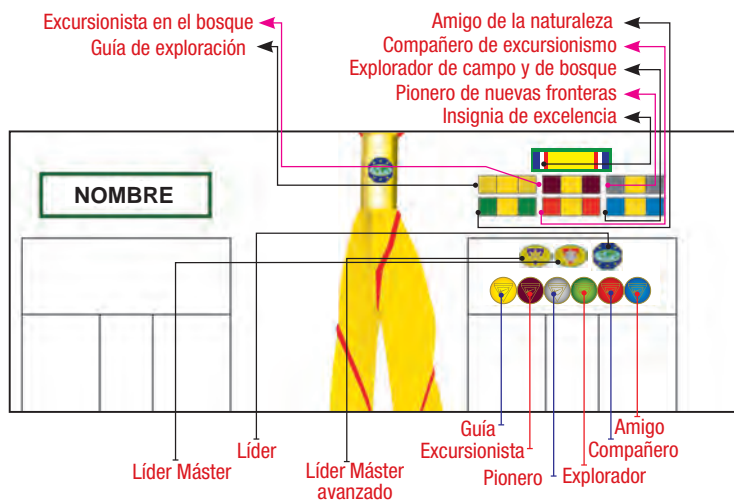 Excursionista en el bosque
Guía de exploración
Amigo de la naturaleza
Compañero de excursionismo
Explorador de campo y de bosque
Pionero de nuevas fronteras
Insignia de excelencia
NOMBRE
Líder Máster
Líder
Líder Máster
avanzado
Guía
Excursionista
Pionero
Explorador
Compañero
Amigo